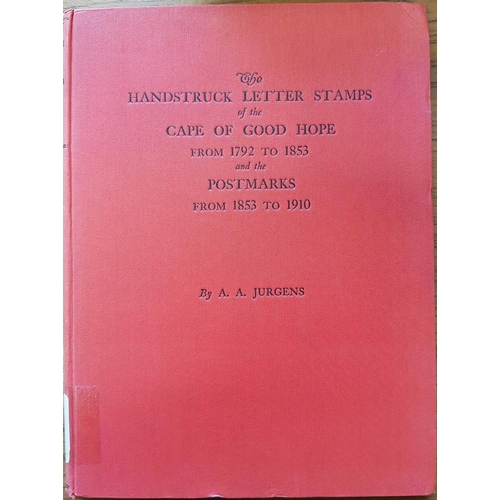 The
HANDSTRUCK LETTER STAMPS
of the
CAPE OF GOOD HOPE
FROM 1792 TO 1853
and the
POSTMARKS
FROM 1853 TO 1910
By A. A. JURGENS